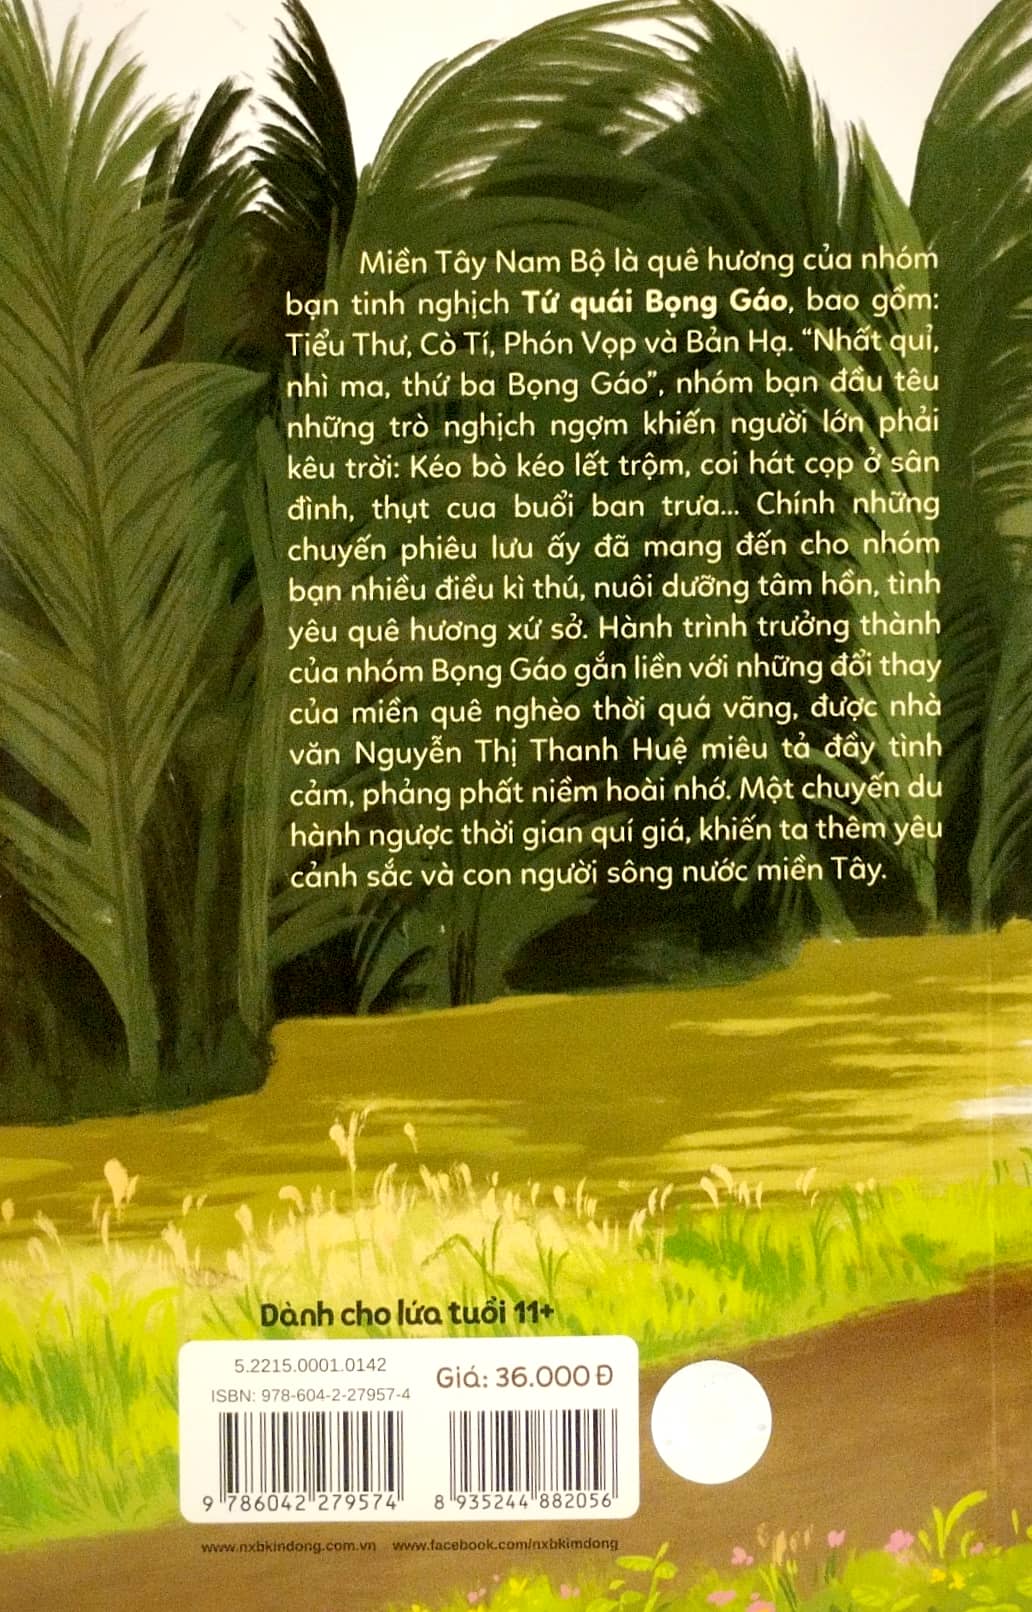 Miền Tây Nam Bộ là quê hương của nhóm
bạn tinh nghịch Tứ quái Bọng Gáo, bao gồm:
Tiểu Thư, Cò Tí, Phón Vọp và Bản Hạ. “Nhất quỉ,
nhì ma, thứ ba Bọng Gáo”, nhóm bạn đầu têu
những trò nghịch ngợm khiến người lớn phải
kêu trời: Kéo bò kéo lết trộm, coi hát cọp ở sân
đình, thụt cua buổi ban trưa... Chính những
chuyến phiêu lưu ấy đã mang đến cho nhóm
bạn nhiều điều kì thú, nuôi dưỡng tâm hồn, tình
yêu quê hương xứ sở. Hành trình trưởng thành
của nhóm Bọng Gáo gắn liền với những đổi thay
của miền quê nghèo thời quá vãng, được nhà
văn Nguyễn Thị Thanh Huệ miêu tả đầy tình
cảm, phảng phất niềm hoài nhớ. Một chuyến du
hành ngược thời gian quí giá, khiến ta thêm yêu
cảnh sắc và con người sông nước miền Tây.
Dành cho lứa tuổi 11+
5.2215.0001.0142
ISBN: 978-604-2-27957-4
Giá: 36.000 Đ
9 786042 279574
8 935244 882056
www.nxbkindong.com.vn www.facebook.com/nxbkimdong